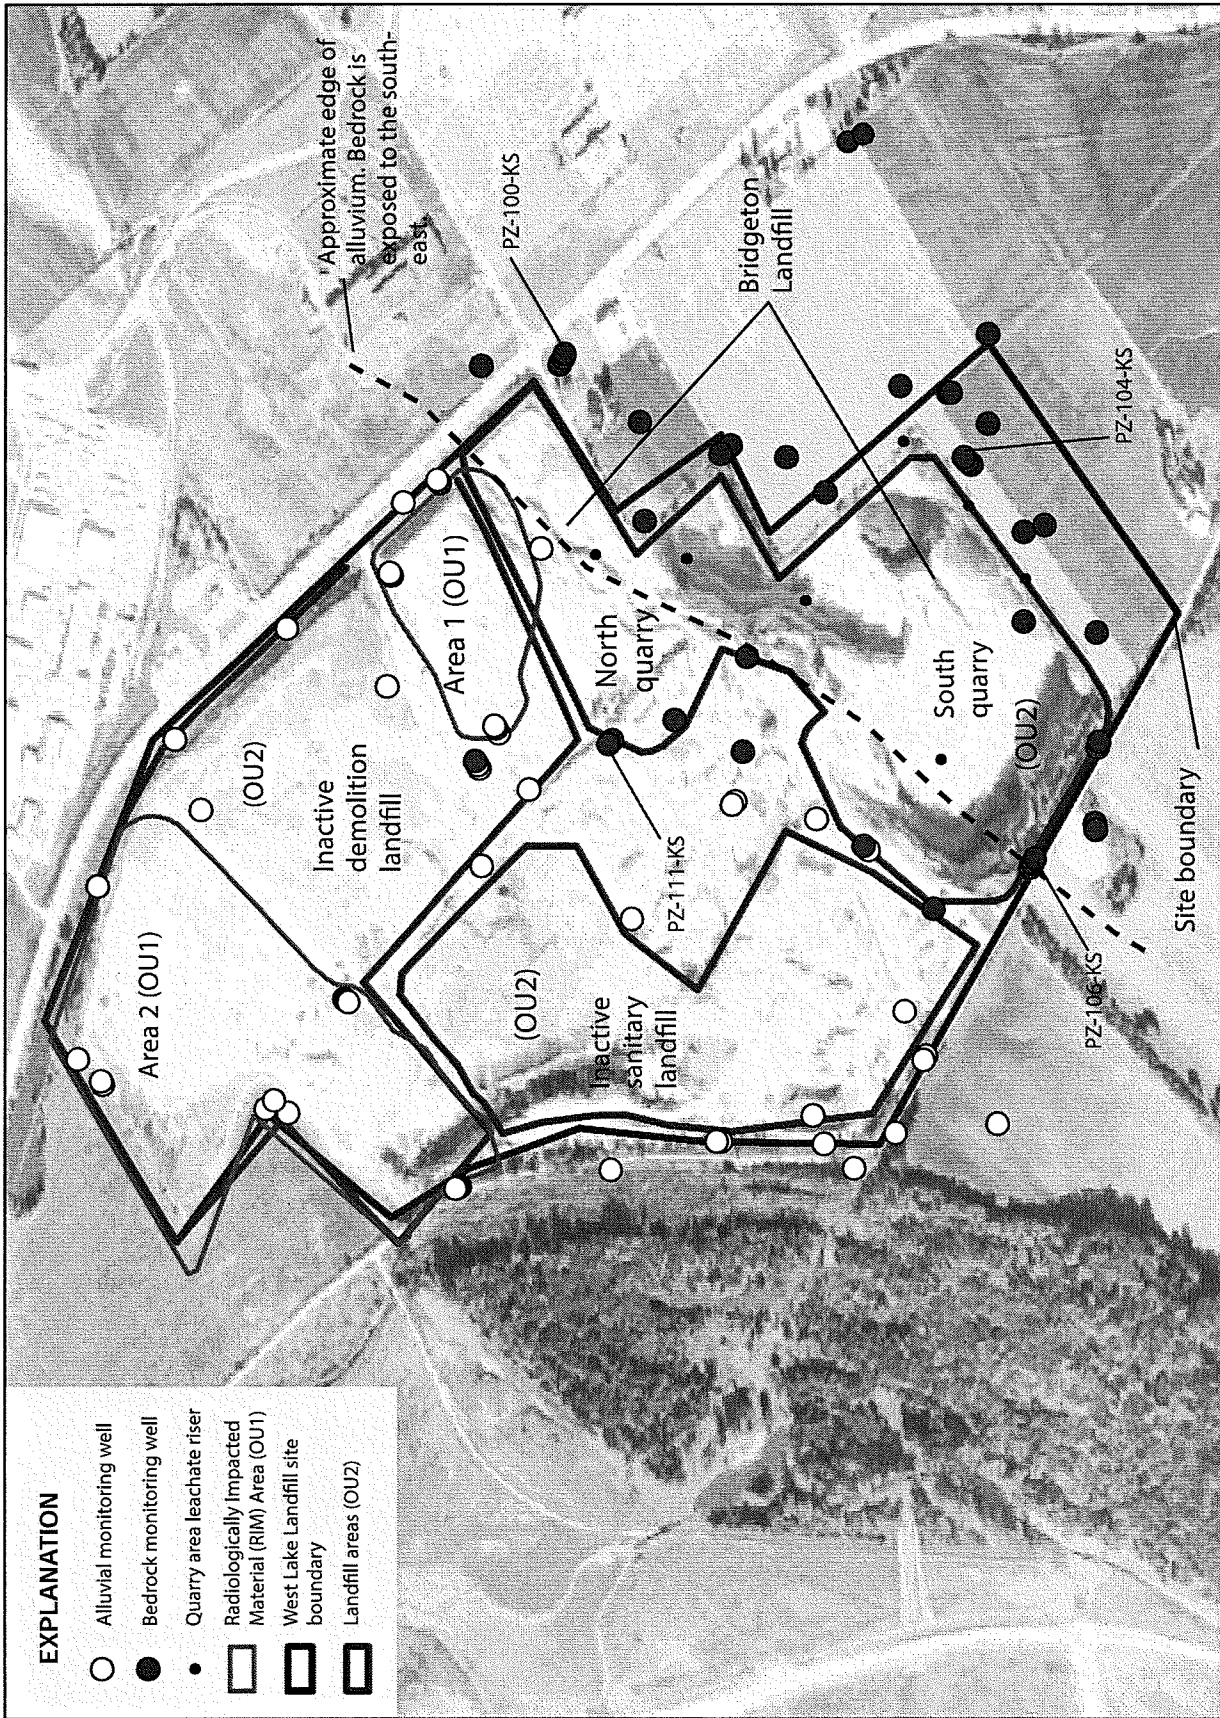 EXPLANATION
Alluvial monitoring well
Bedrock monitoring well
Quarry area leachate riser
Radiologically Impacted
Material (RIM) Area (OU1)
West Lake Landfill site
boundary
Landfill areas (OU2)
Area 2 (OU1)
(OU2)
Inactive
demolition
landfill
Area 1 (OU1)
Approximate edge of
alluvium. Bedrock is
exposed to the south-
east
PZ-100-KS
North
quarry
Bridgeton
Landfill
PZ-111-KS
(OU2)
Inactive
sanitary
landfill
South
quarry
(OU2)
PZ-104-KS
PZ-106-KS
Site boundary